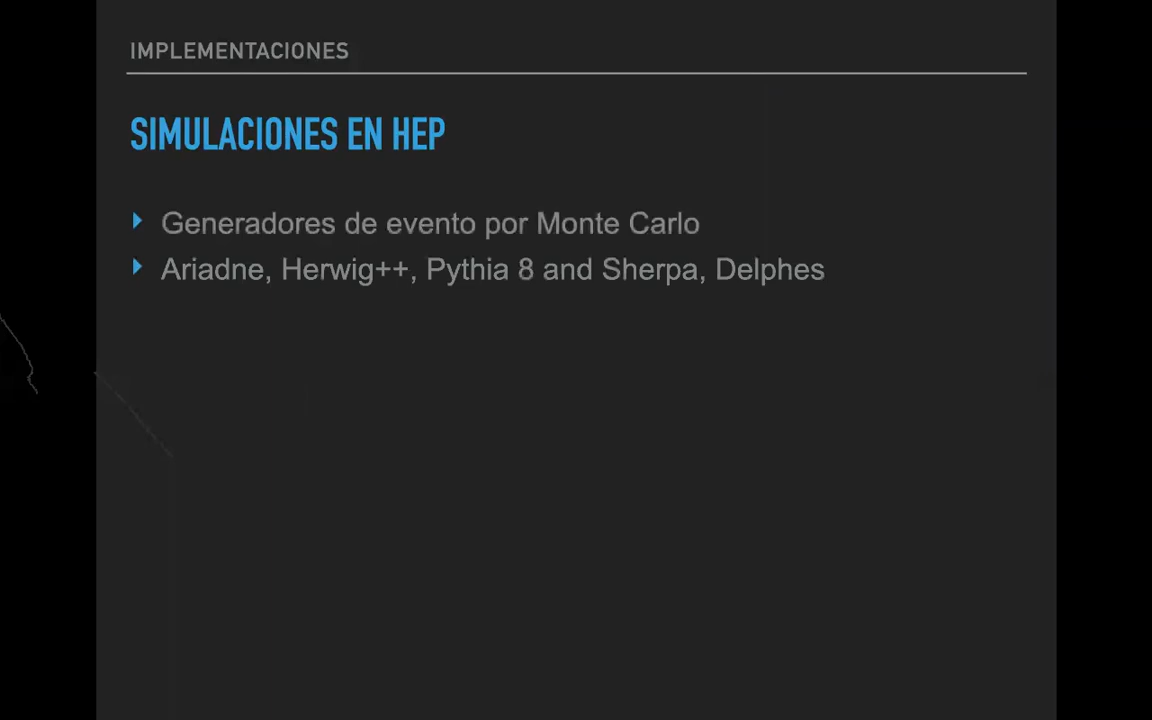 IMPLEMENTACIONES
SIMULACIONES EN HEP
Generadores de evento por Monte Carlo
Ariadne, Herwig++, Pythia 8 and Sherpa, Delphes